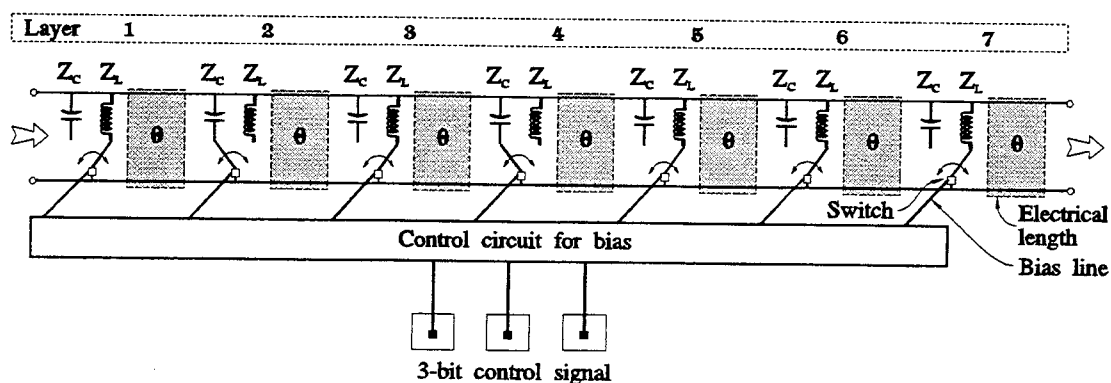 Layer 1 2 3 4 5 6 7
Z_C Z_L Z_C Z_L Z_C Z_L Z_C Z_L Z_C Z_L Z_C Z_L Z_C Z_L
θ θ θ θ θ θ θ
Switch
Electrical
length
Control circuit for bias
Bias line
3-bit control signal